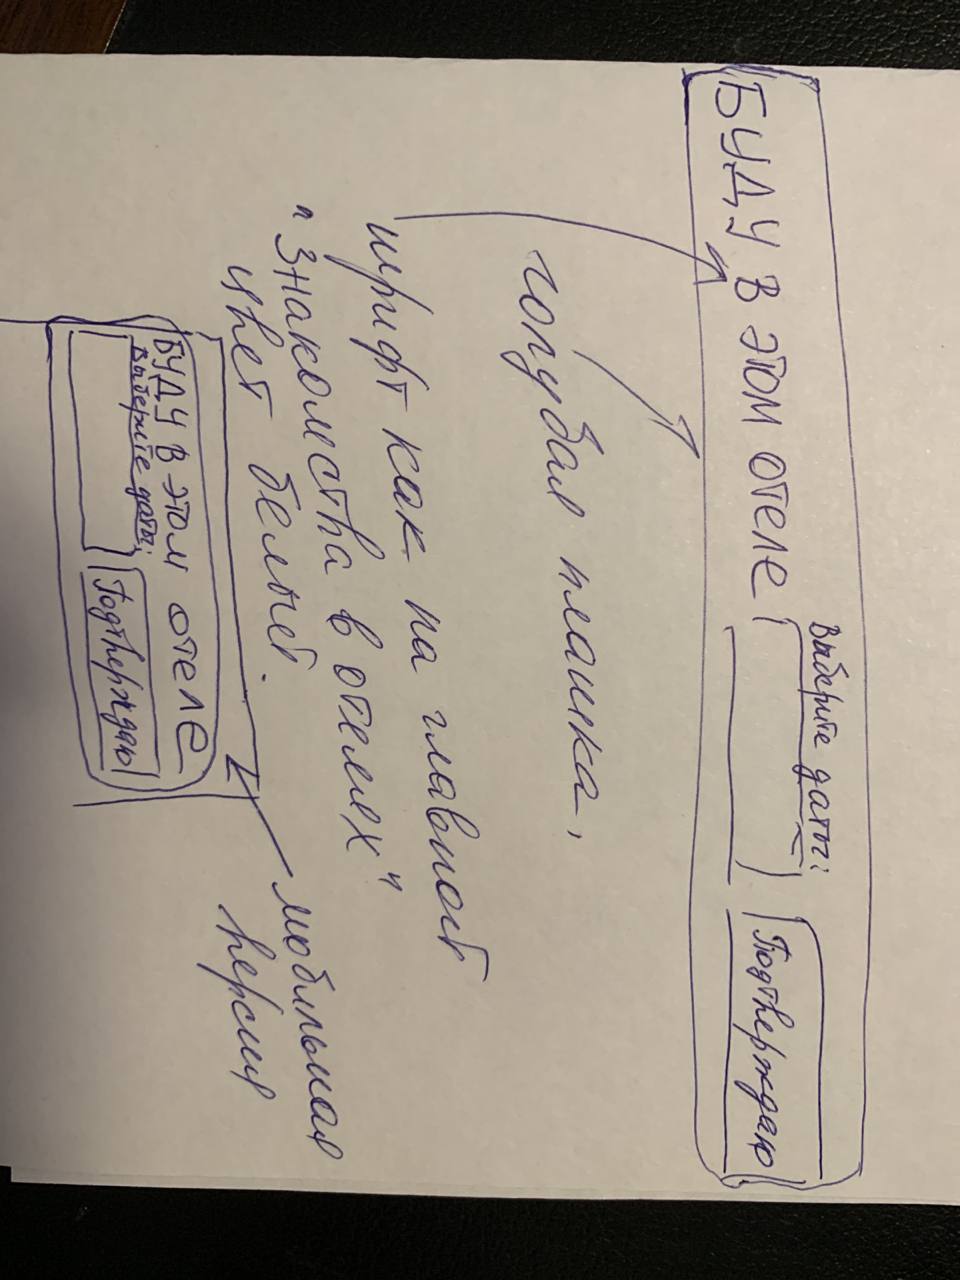 Выберите даты:
БУДУ В ЭТОМ ОТЕЛЕ
Подтверждаю
голубая плашка,
шрифт как на главной
"Знакомства в отелях"
цвет белый.
мобильная
версия
БУДУ В ЭТОМ ОТЕЛЕ
Выберите даты:
Подтверждаю